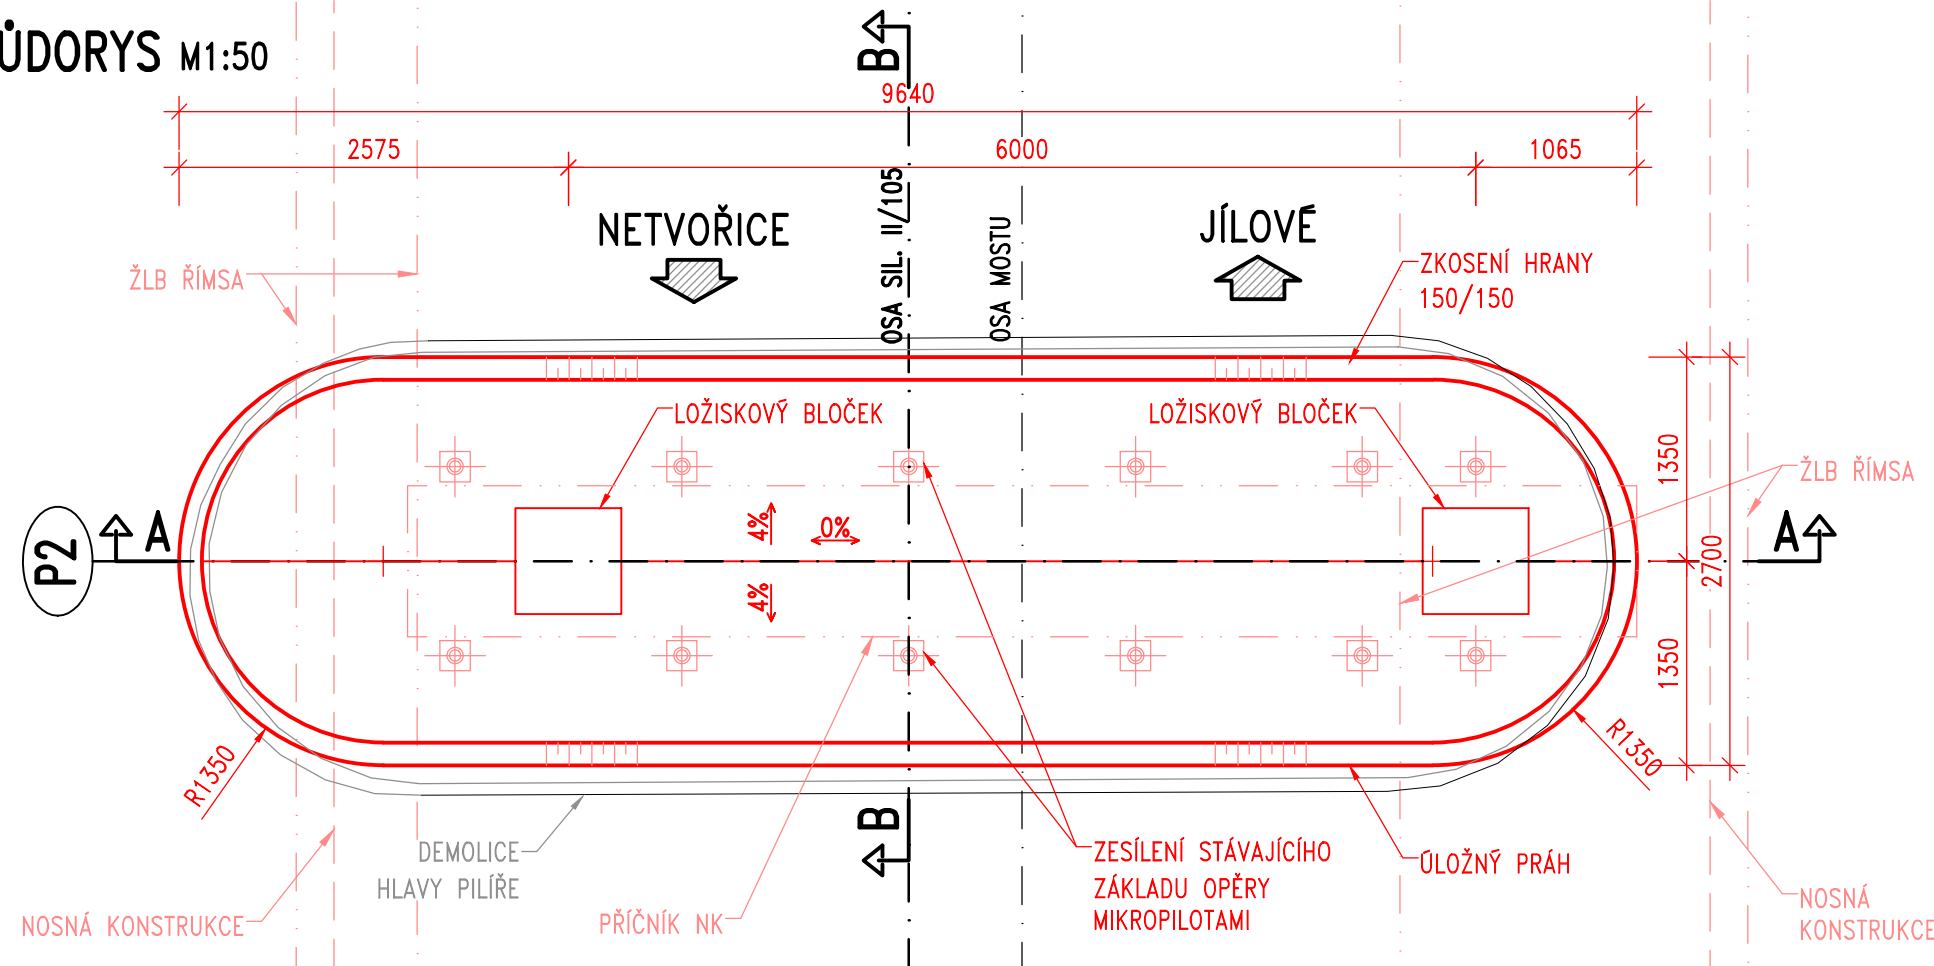 ŮDORYS M1:50
B
9640
2575
6000
1065
NETVOŘICE
OSA SIL. II/105
OSA MOSTU
JÍLOVÉ
ŽLB ŘÍMSA
ZKOSENÍ HRANY
150/150
LOŽISKOVÝ BLOČEK
LOŽISKOVÝ BLOČEK
1350
ŽLB ŘÍMSA
P2
A
4%
0%
A
2700
4%
1350
R1350
R1350
B
DEMOLICE
HLAVY PILÍŘE
ZESÍLENÍ STÁVAJÍCÍHO
ZÁKLADU OPĚRY
MIKROPILOTAMI
ÚLOŽNÝ PRÁH
NOSNÁ KONSTRUKCE
PŘÍČNÍK NK
NOSNÁ
KONSTRUKCE